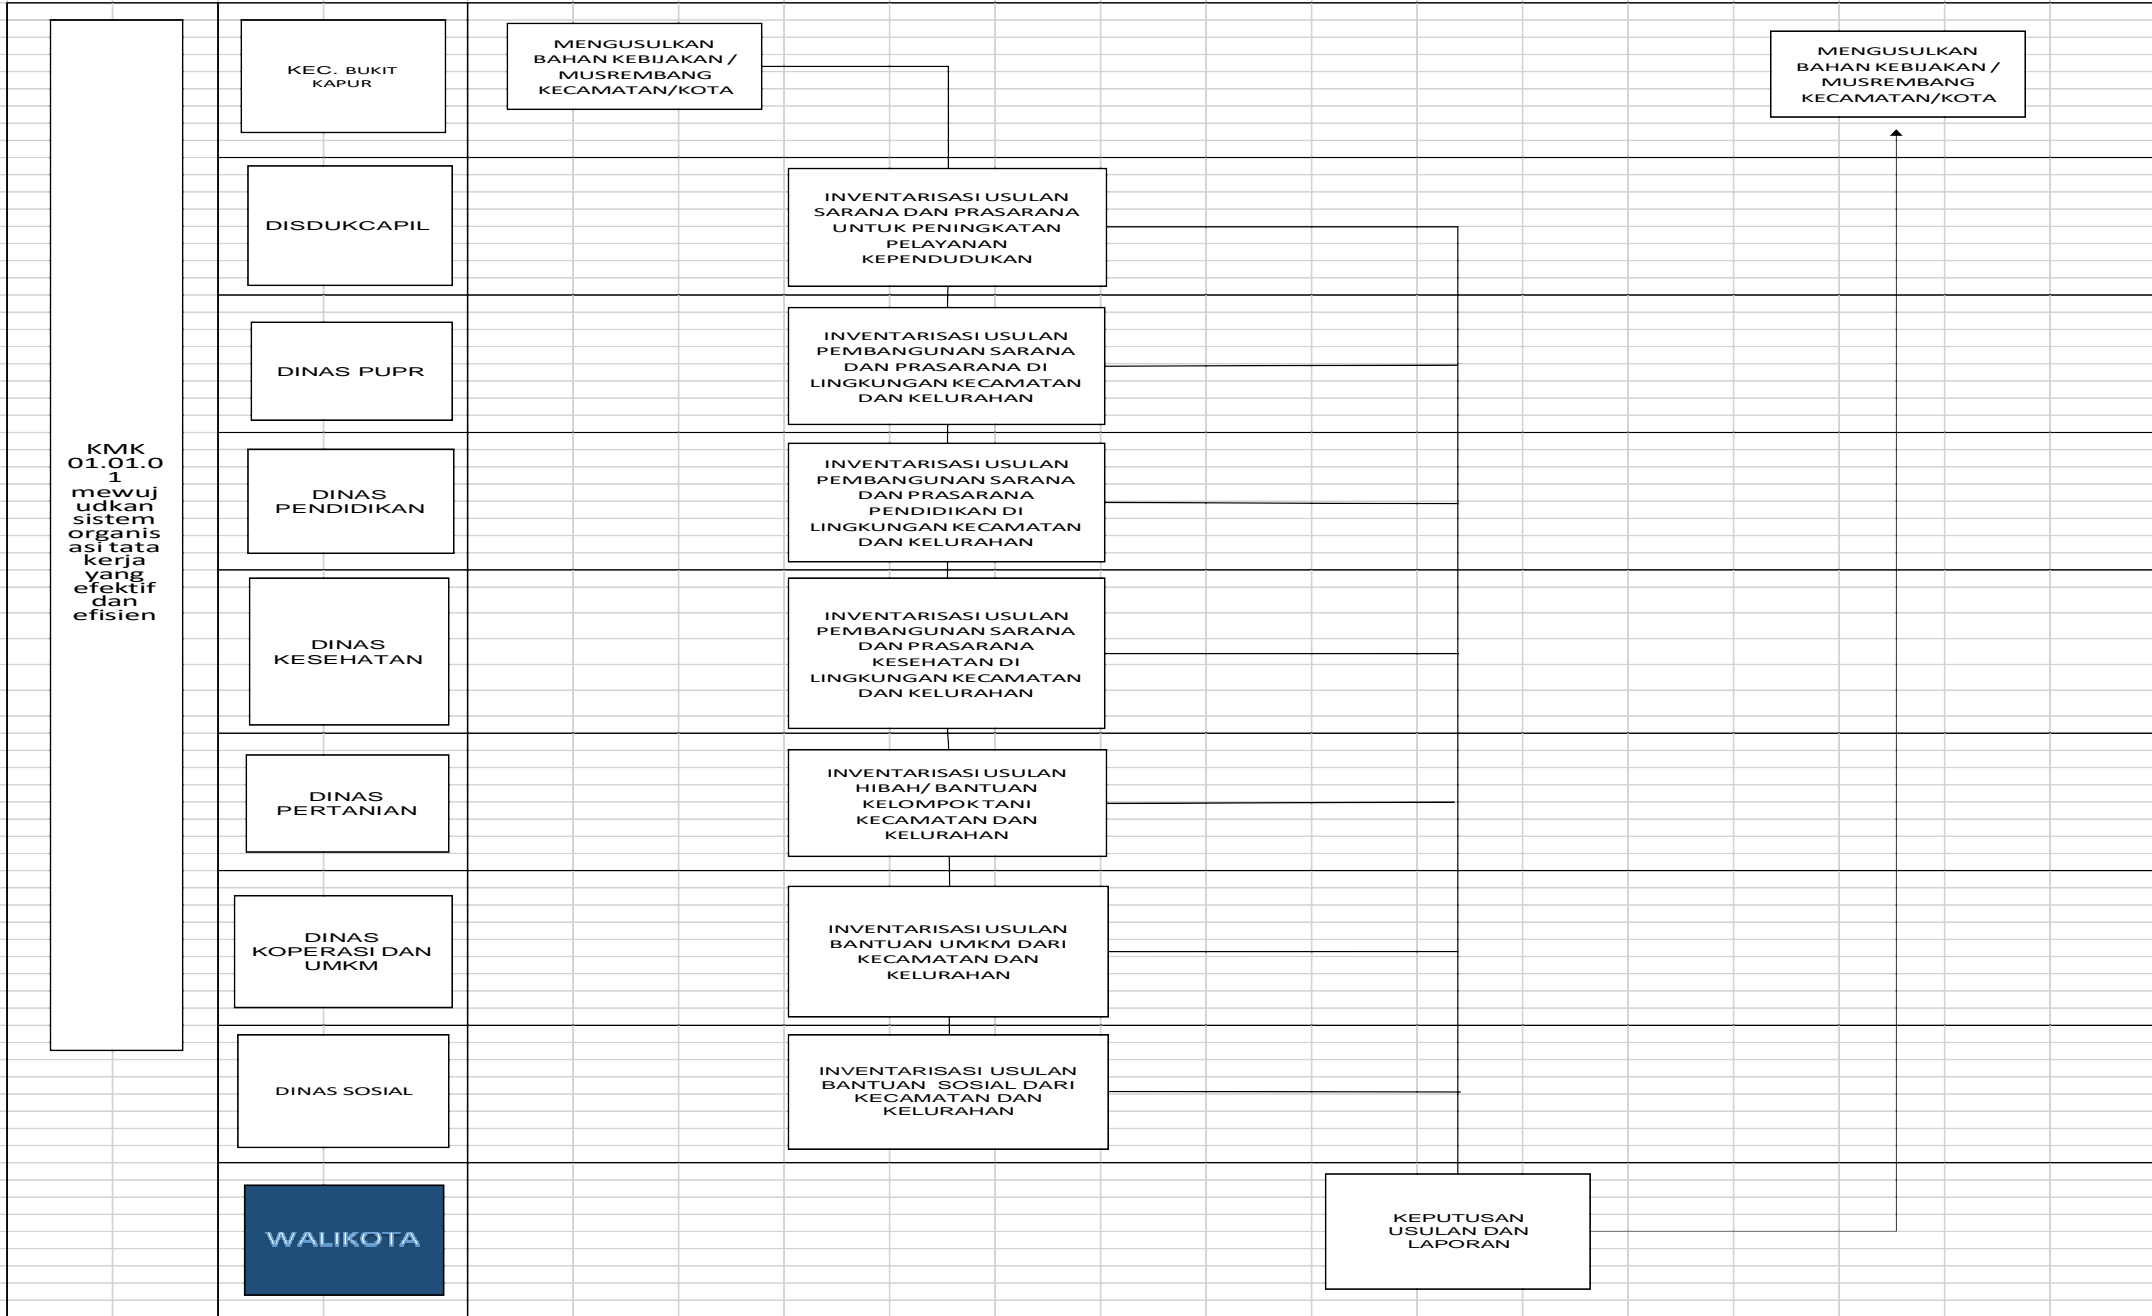 KMK
01.01.0
1
mewuj
udkan
sistem
organis
asi tata
kerja
yang
efektif
dan
efisien
KEC. BUKIT
KAPUR
MENGUSULKAN
BAHAN KEBIJAKAN /
MUSREMBANG
KECAMATAN/KOTA
MENGUSULKAN
BAHAN KEBIJAKAN /
MUSREMBANG
KECAMATAN/KOTA
DISDUKCAPIL
INVENTARISASI USULAN
SARANA DAN PRASARANA
UNTUK PENINGKATAN
PELAYANAN
KEPENDUDUKAN
DINAS PUPR
INVENTARISASI USULAN
PEMBANGUNAN SARANA
DAN PRASARANA DI
LINGKUNGAN KECAMATAN
DAN KELURAHAN
DINAS
PENDIDIKAN
INVENTARISASI USULAN
PEMBANGUNAN SARANA
DAN PRASARANA
PENDIDIKAN DI
LINGKUNGAN KECAMATAN
DAN KELURAHAN
DINAS
KESEHATAN
INVENTARISASI USULAN
PEMBANGUNAN SARANA
DAN PRASARANA
KESEHATAN DI
LINGKUNGAN KECAMATAN
DAN KELURAHAN
DINAS
PERTANIAN
INVENTARISASI USULAN
HIBAH/ BANTUAN
KELOMPOK TANI
KECAMATAN DAN
KELURAHAN
DINAS
KOPERASI DAN
UMKM
INVENTARISASI USULAN
BANTUAN UMKM DARI
KECAMATAN DAN
KELURAHAN
DINAS SOSIAL
INVENTARISASI USULAN
BANTUAN SOSIAL DARI
KECAMATAN DAN
KELURAHAN
WALIKOTA
KEPUTUSAN
USULAN DAN
LAPORAN